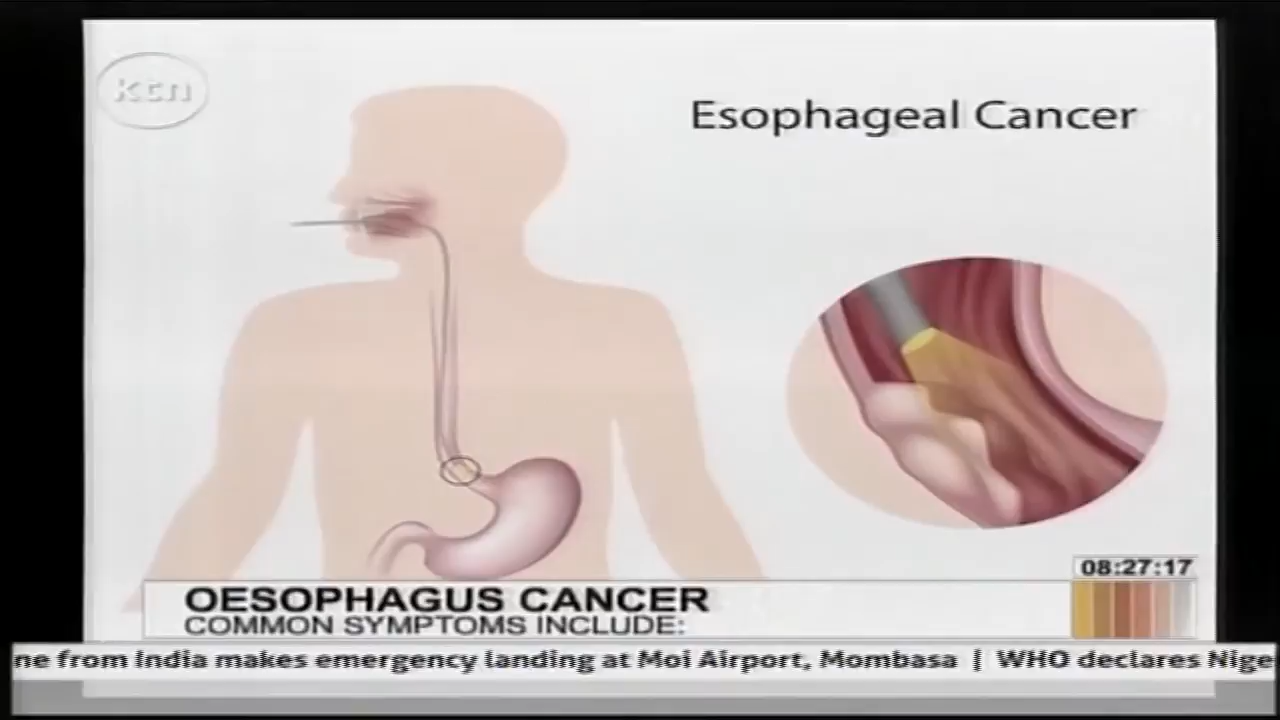 ktn
Esophageal Cancer
08:27:17
OESOPHAGUS CANCER
COMMON SYMPTOMS INCLUDE:
ne from India makes emergency landing at Moi Airport, Mombasa | WHO declares Nige